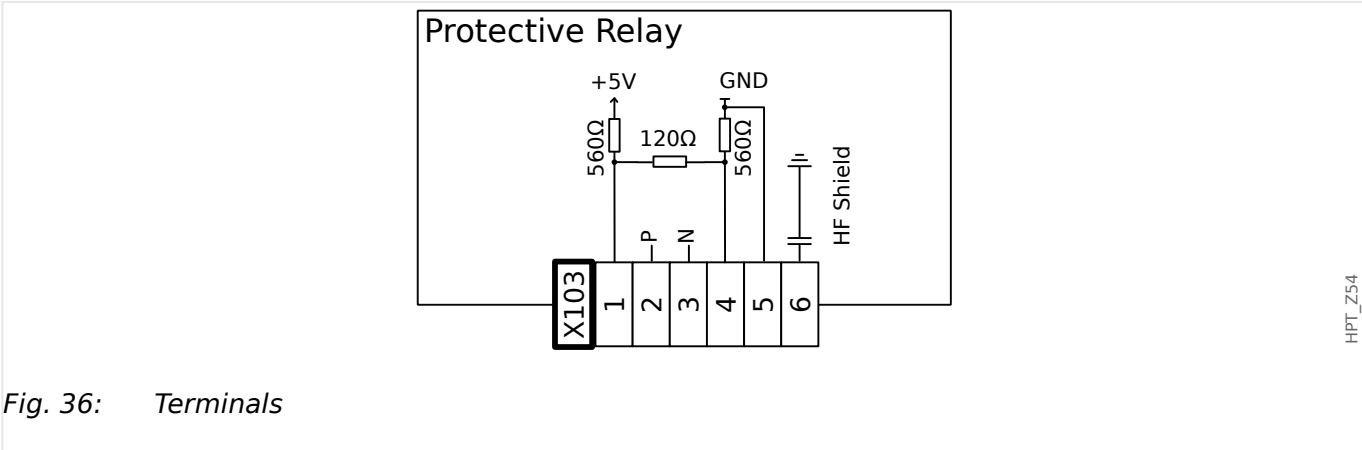 Protective Relay
+5V
GND
560Ω
120Ω
560Ω
HF Shield
P
N
X103
1
2
3
4
5
6
HPT_Z54
Fig. 36: Terminals